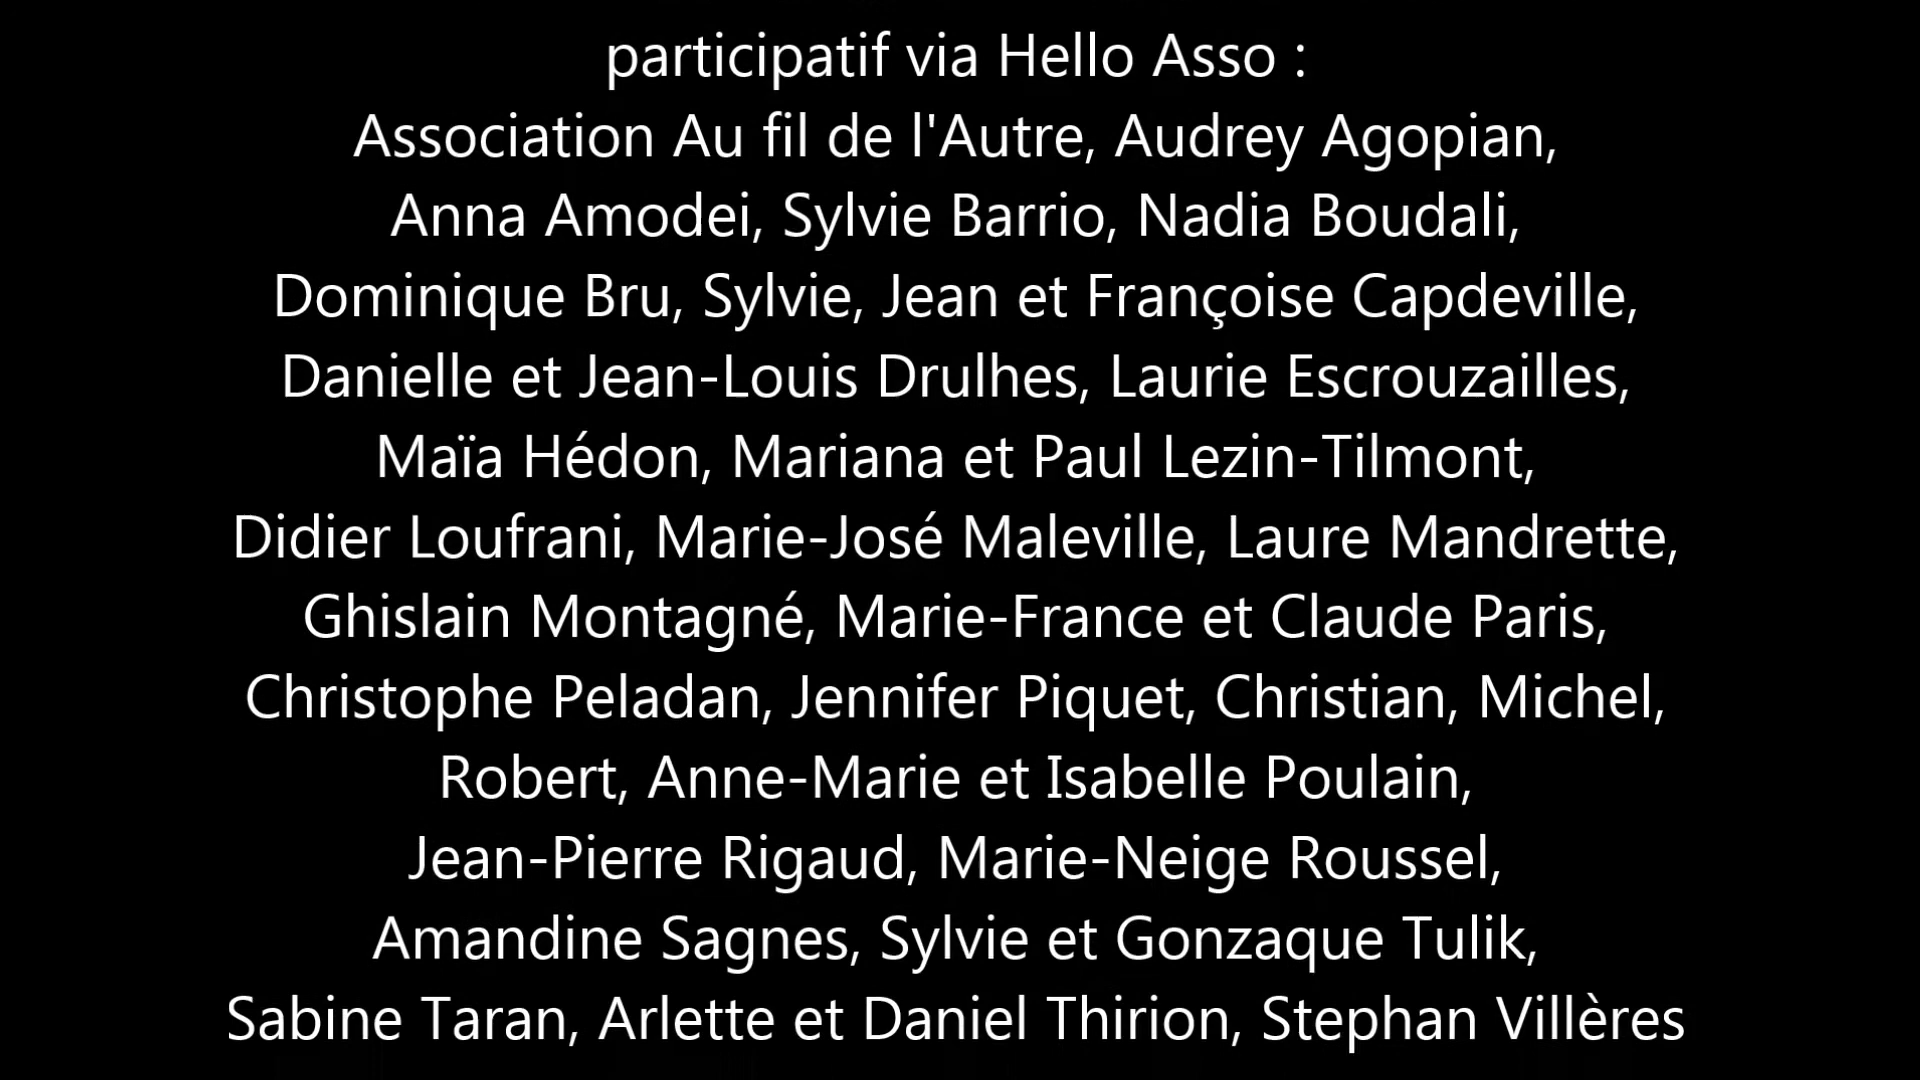 participatif via Hello Asso :
Association Au fil de l'Autre, Audrey Agopian,
Anna Amodei, Sylvie Barrio, Nadia Boudali,
Dominique Bru, Sylvie, Jean et Françoise Capdeville,
Danielle et Jean-Louis Drulhes, Laurie Escrouzailles,
Maïa Hédon, Mariana et Paul Lezin-Tilmont,
Didier Loufrani, Marie-José Maleville, Laure Mandrette,
Ghislain Montagné, Marie-France et Claude Paris,
Christophe Peladan, Jennifer Piquet, Christian, Michel,
Robert, Anne-Marie et Isabelle Poulain,
Jean-Pierre Rigaud, Marie-Neige Roussel,
Amandine Sagnes, Sylvie et Gonzaque Tulik,
Sabine Taran, Arlette et Daniel Thirion, Stephan Villères